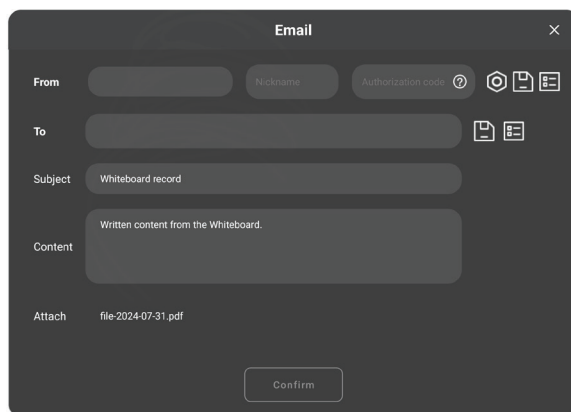 Email
From Nickname Authorization code
To
Subject Whiteboard record
Written content from the Whiteboard.
Content
Attach file-2024-07-31.pdf
Confirm